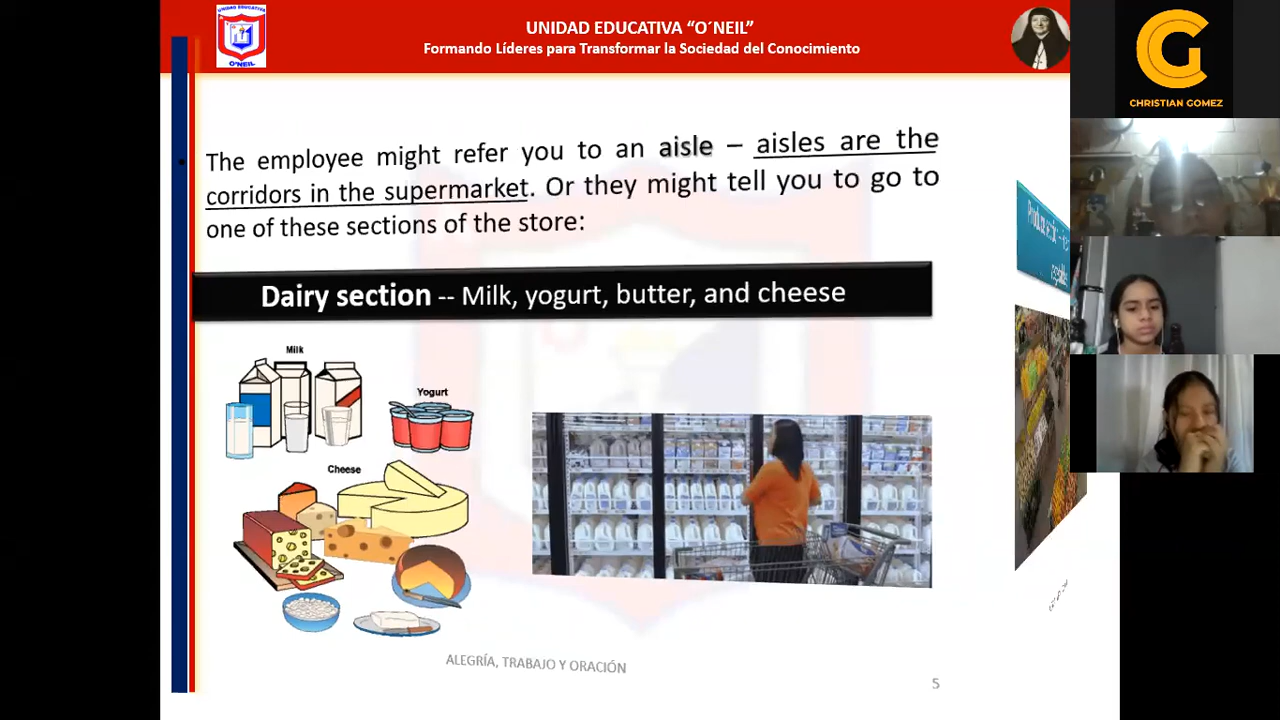 UNIDAD EDUCATIVA
O'NEIL
UNIDAD EDUCATIVA “O´NEIL”
Formando Líderes para Transformar la Sociedad del Conocimiento
CHRISTIAN GOMEZ
The employee might refer you to an aisle – aisles are the
corridors in the supermarket. Or they might tell you to go to
one of these sections of the store:
Dairy section -- Milk, yogurt, butter, and cheese
Milk
Yogurt
Cheese
ALEGRÍA, TRABAJO Y ORACIÓN
5